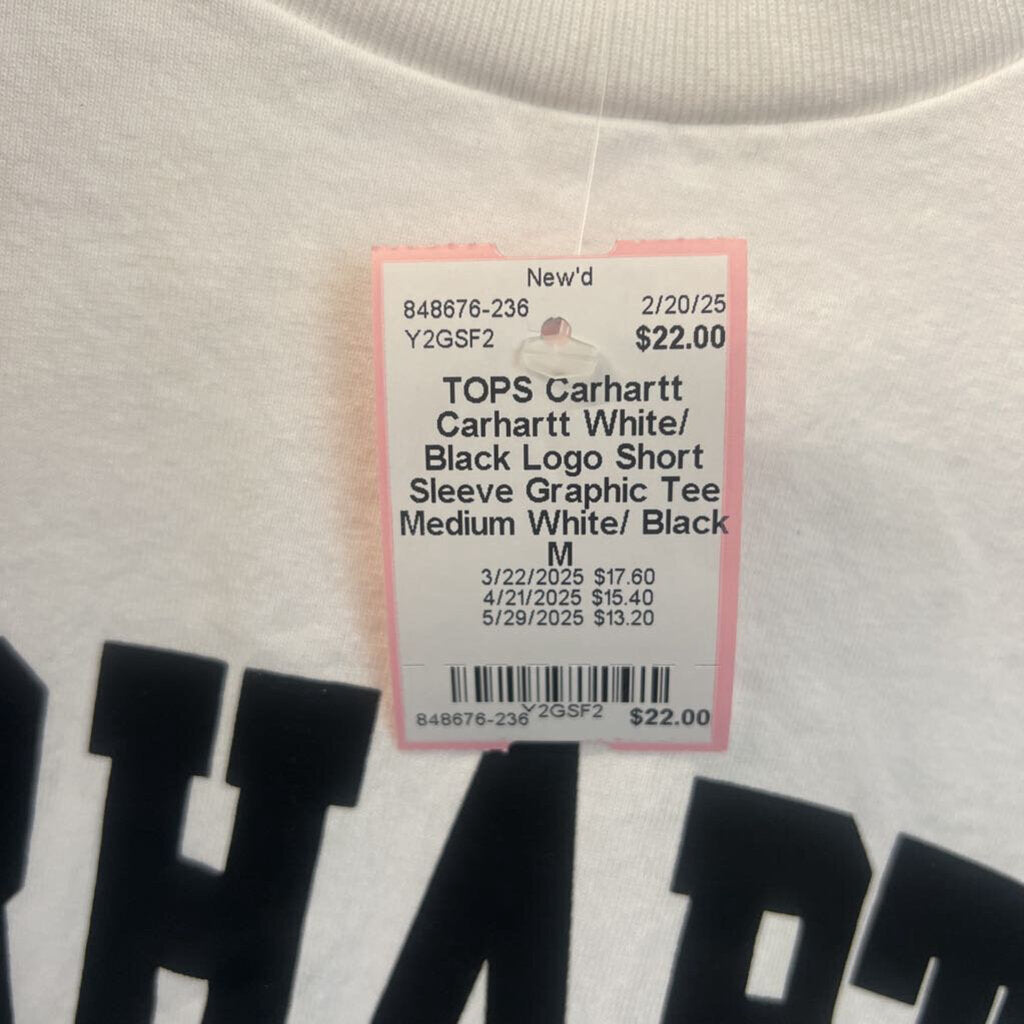 New'd
848676-236 2/20/25
Y2GSF2 $22.00
TOPS Carhartt
Carhartt White/
Black Logo Short
Sleeve Graphic Tee
Medium White/ Black
M
3/22/2025 $17.60
4/21/2025 $15.40
5/29/2025 $13.20
848676-236 Y2GSF2 $22.00
RHART